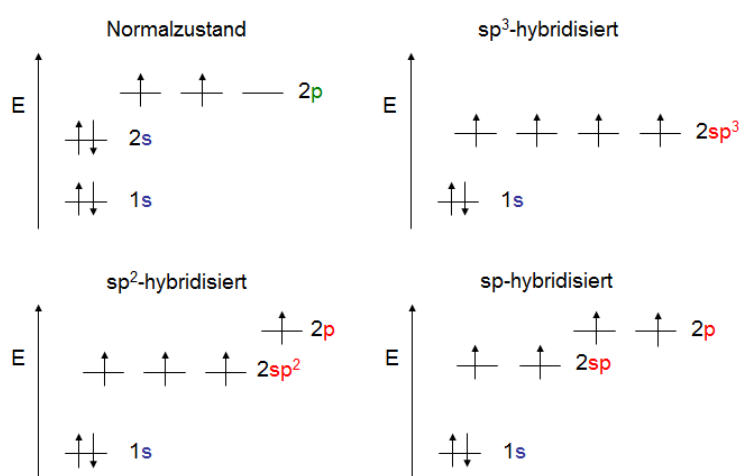 Normalzustand
E
2p
2s
1s
sp³-hybridisiert
E
2sp³
1s
sp²-hybridisiert
E
2p
2sp²
1s
sp-hybridisiert
E
2p
2sp
1s